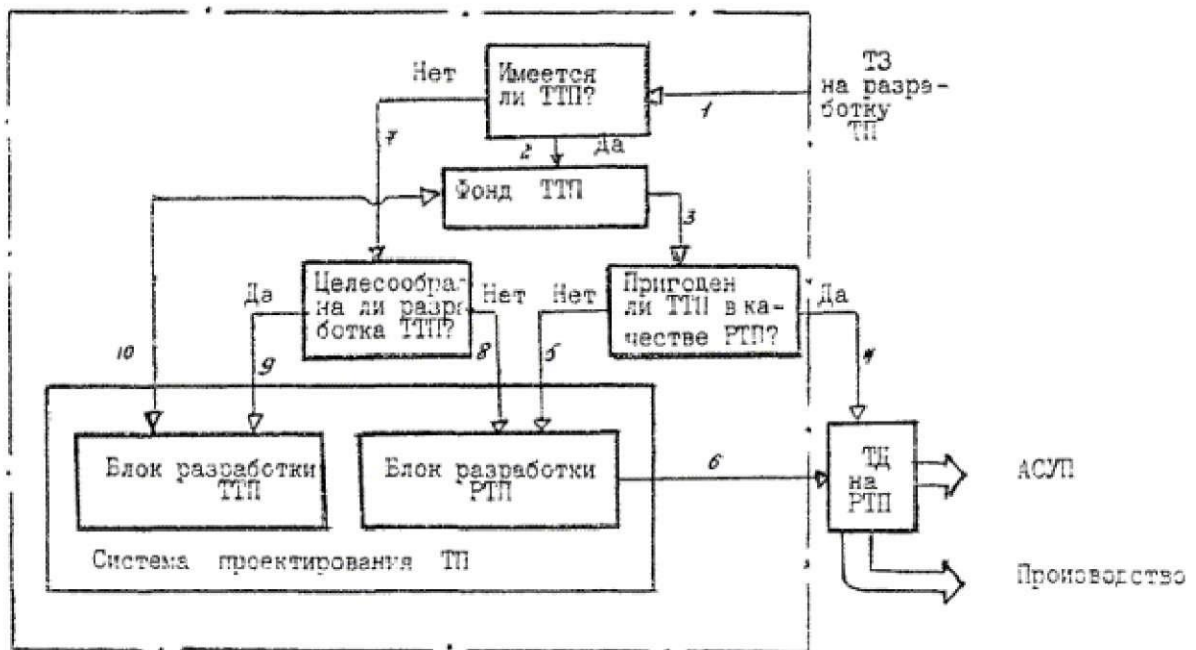 Нет
Имеется
ли ТТП?
ТЗ
на разра-
ботку
ТП
1
7
2
Да
Фонд ТТП
3
Целесообраз
на ли разра
ботка ТТП?
Да
Нет
Пригоден
ли ТТП в ка-
честве РТП?
Нет
Да
10
9
8
5
4
Блок разработки
ТТП
Блок разработки
РТП
6
ТД
на
РТП
АСУП
Система проектирования ТП
Производство